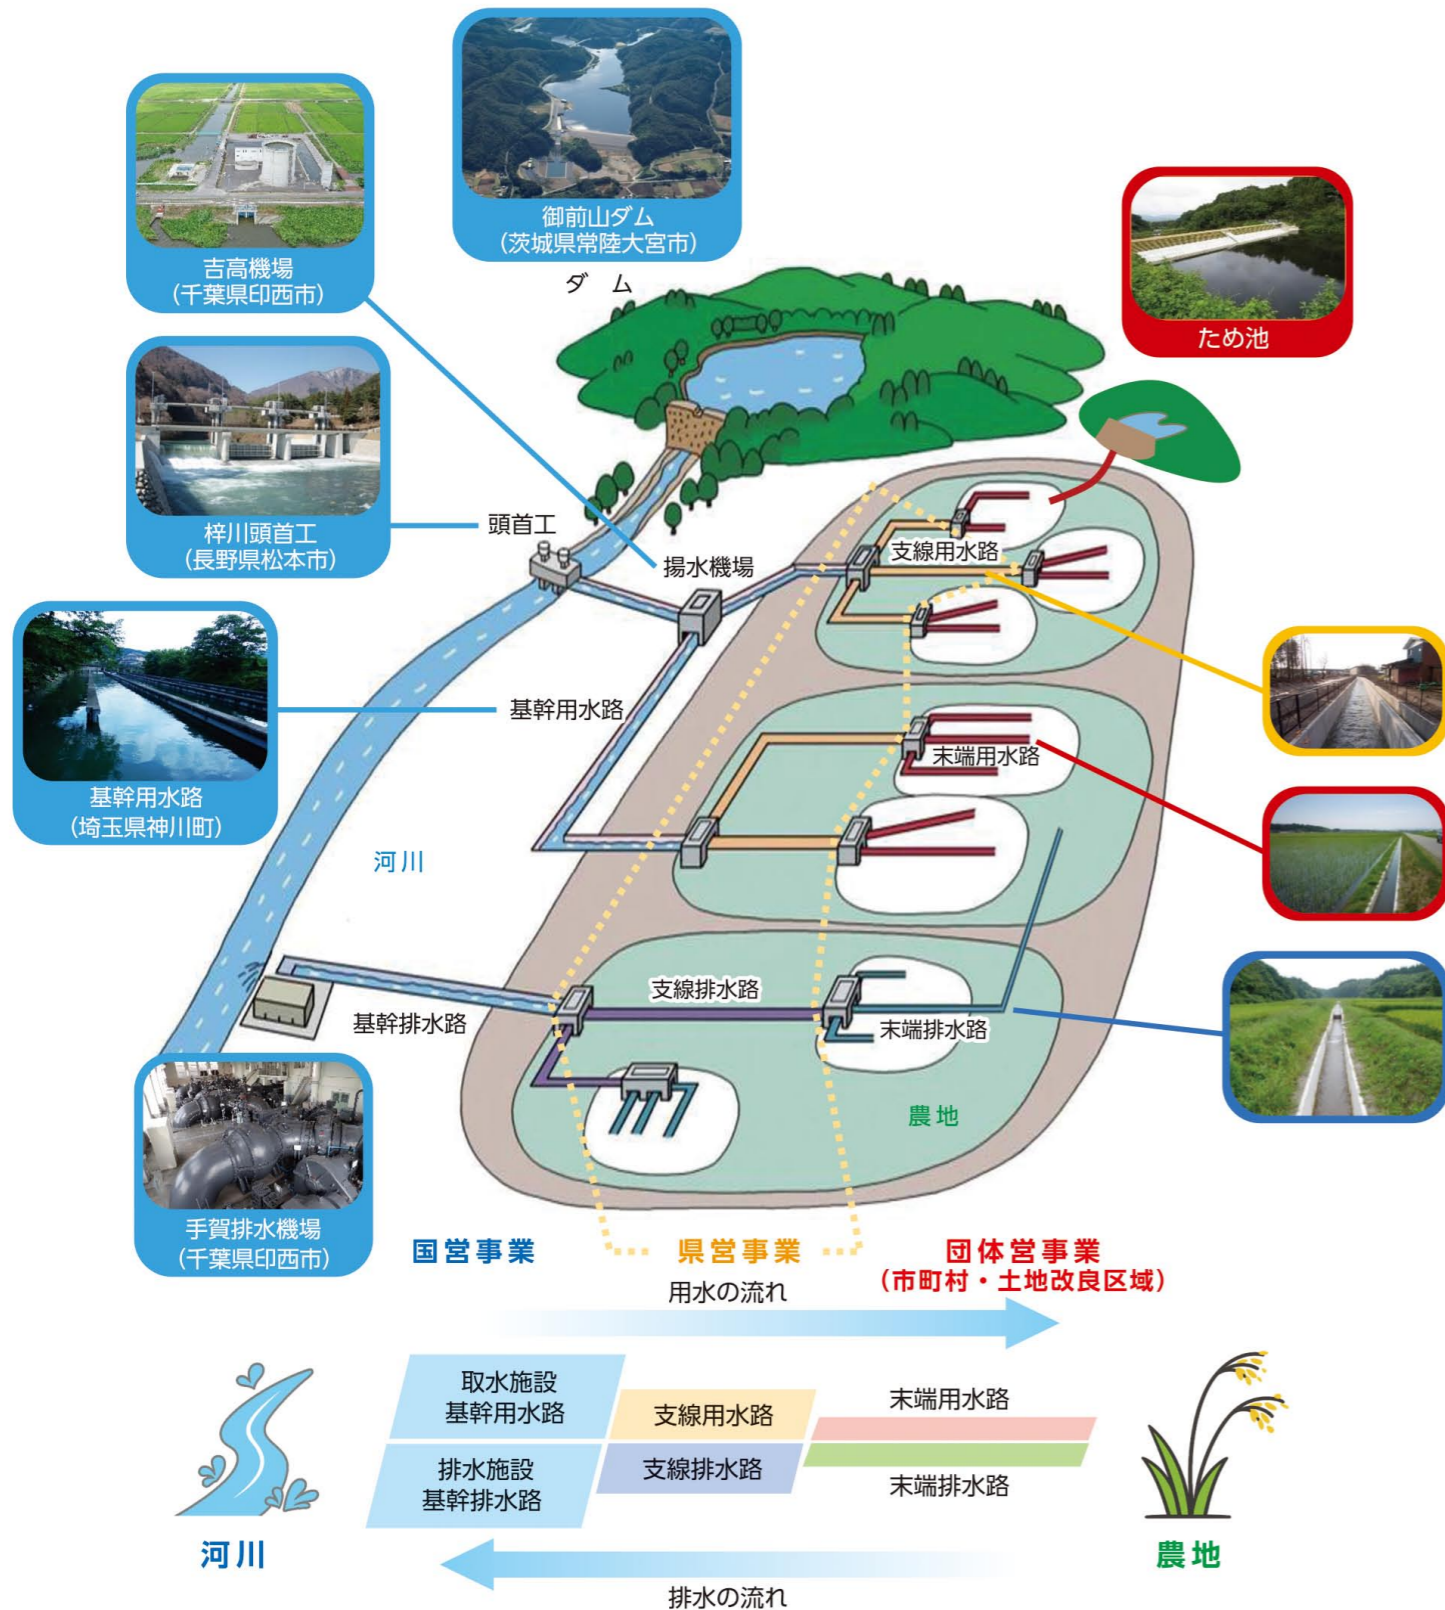 御前山ダム
（茨城県常陸大宮市）
ダム
吉高機場
（千葉県印西市）
ため池
梓川頭首工
（長野県松本市）
頭首工
揚水機場
支線用水路
基幹用水路
（埼玉県神川町）
基幹用水路
末端用水路
河川
支線排水路
基幹排水路
末端排水路
農地
手賀排水機場
（千葉県印西市）
国営事業
県営事業
団体営事業
（市町村・土地改良区域）
用水の流れ
取水施設
基幹用水路
支線用水路
末端用水路
排水施設
基幹排水路
支線排水路
末端排水路
河川
農地
排水の流れ